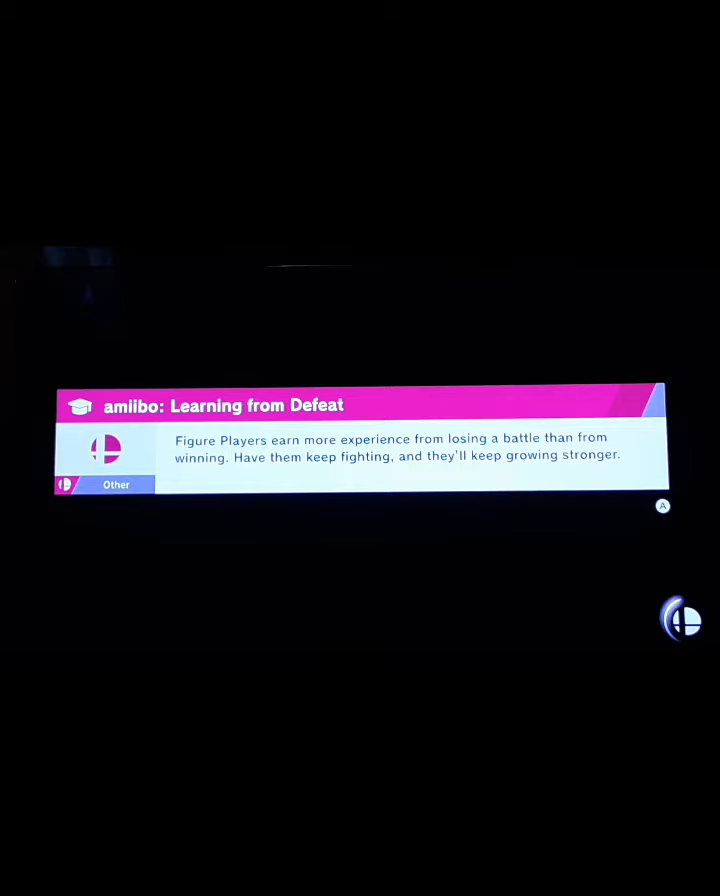 amiibo: Learning from Defeat
Figure Players earn more experience from losing a battle than from
winning. Have them keep fighting, and they'll keep growing stronger.
Other
A